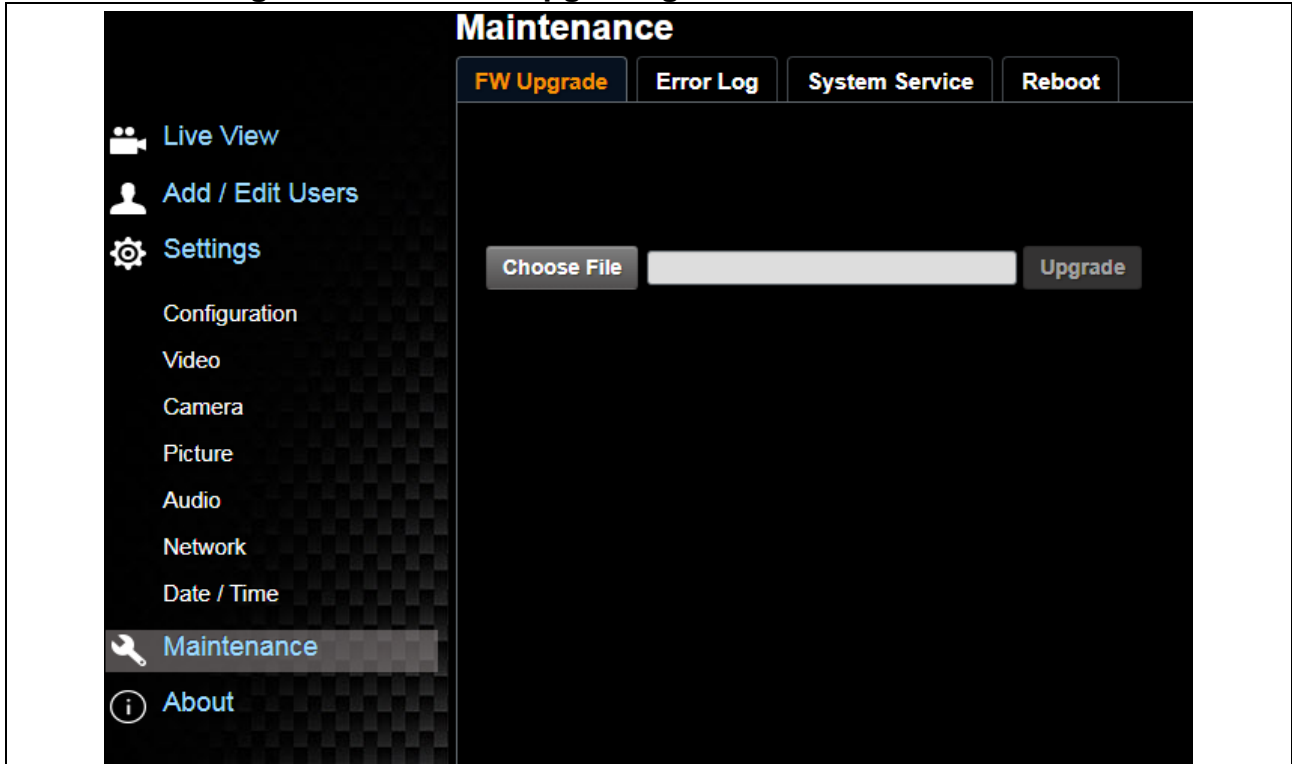 Maintenance
FW Upgrade Error Log System Service Reboot
Live View
Add / Edit Users
Settings
Configuration
Video
Camera
Picture
Audio
Network
Date / Time
Maintenance
About
Choose File Upgrade